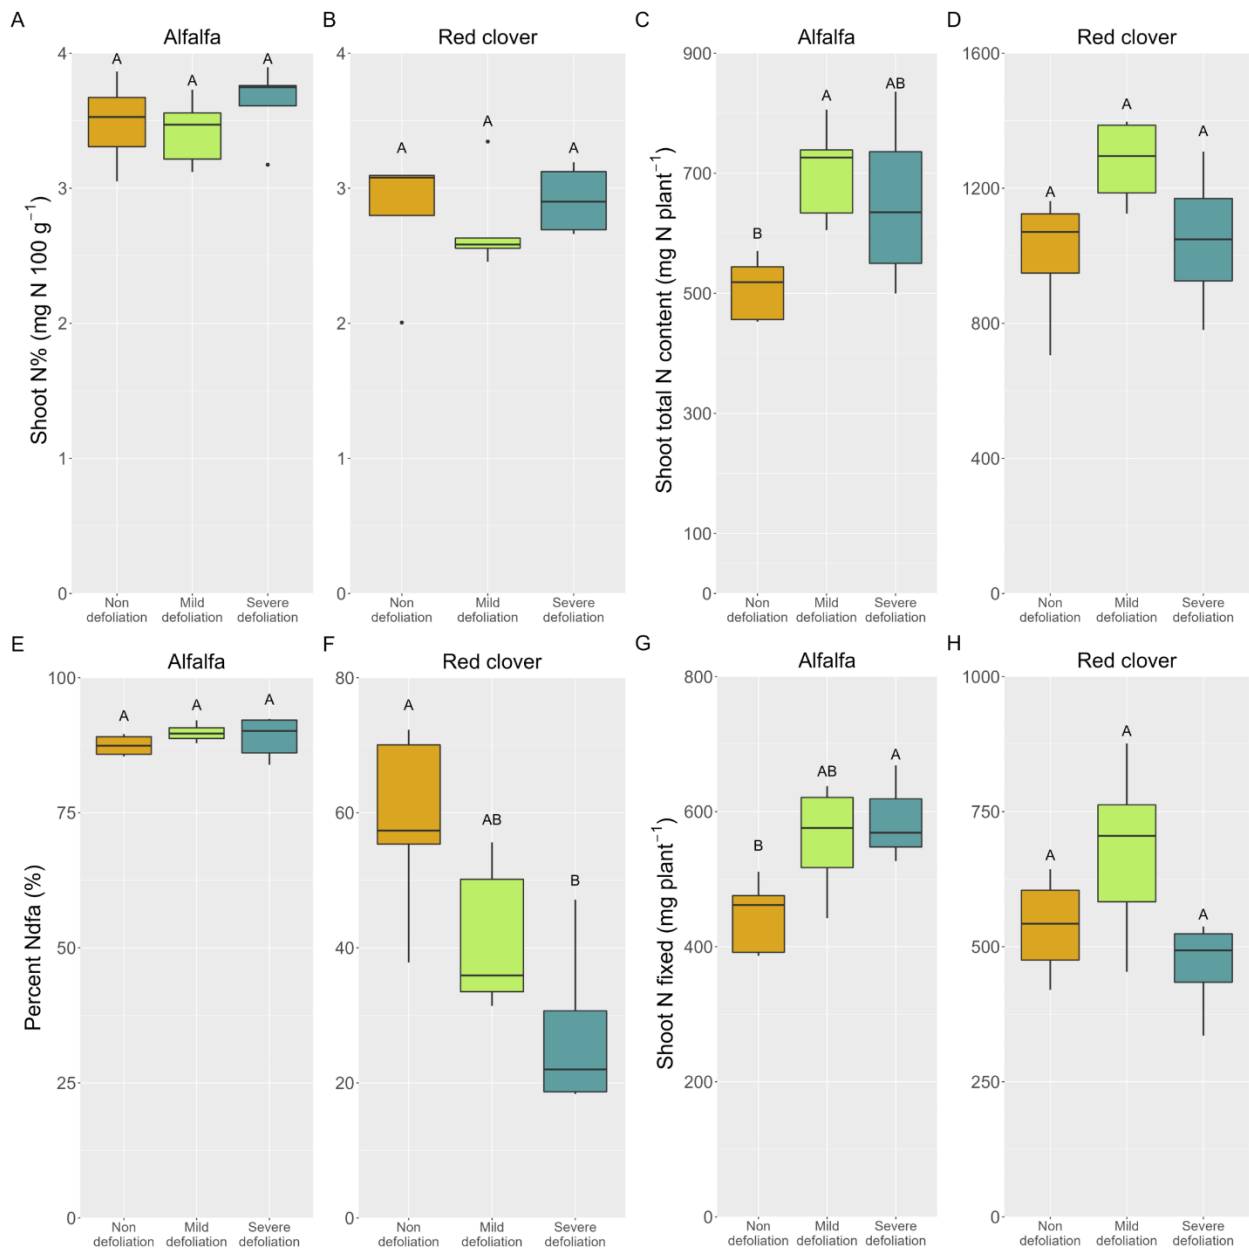 A
Alfalfa
Shoot N% (mg N 100 g⁻¹)
4
3
2
1
0
A
A
A
Non defoliation
Mild defoliation
Severe defoliation
B
Red clover
4
3
2
1
0
A
A
A
Non defoliation
Mild defoliation
Severe defoliation
C
Alfalfa
Shoot total N content (mg N plant⁻¹)
900
700
500
300
100
0
B
A
AB
Non defoliation
Mild defoliation
Severe defoliation
D
Red clover
1600
1200
800
400
0
A
A
A
Non defoliation
Mild defoliation
Severe defoliation
E
Alfalfa
Percent Ndfa (%)
100
75
50
25
0
A
A
A
Non defoliation
Mild defoliation
Severe defoliation
F
Red clover
80
60
40
20
0
A
AB
B
Non defoliation
Mild defoliation
Severe defoliation
G
Alfalfa
Shoot N fixed (mg plant⁻¹)
800
600
400
200
0
B
AB
A
Non defoliation
Mild defoliation
Severe defoliation
H
Red clover
1000
750
500
250
0
A
A
A
Non defoliation
Mild defoliation
Severe defoliation